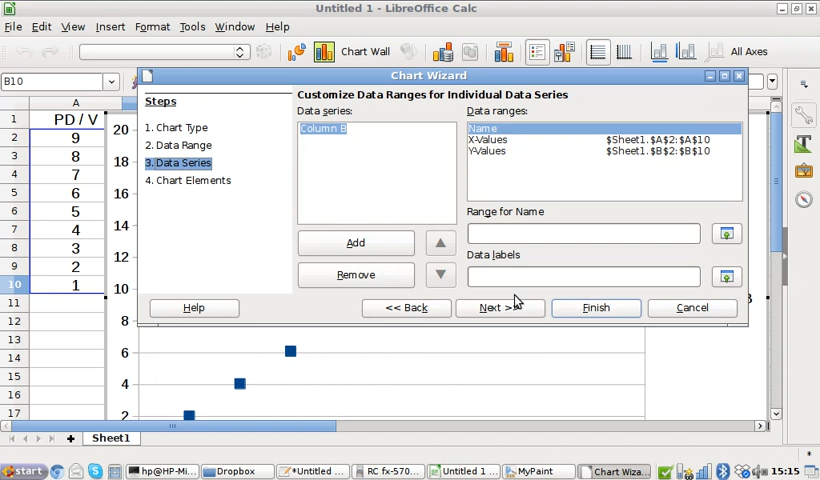 Untitled 1 - LibreOffice Calc
File Edit View Insert Format Tools Window Help
Chart Wall All Axes
B10
Chart Wizard
Steps
1. Chart Type
2. Data Range
3. Data Series
4. Chart Elements
Customize Data Ranges for Individual Data Series
Data series:
Column B
Data ranges:
Name
X-Values $Sheet1.$A$2:$A$10
Y-Values $Sheet1.$B$2:$B$10
Range for Name
Data labels
Add
Remove
Help << Back Next >> Finish Cancel
A
1 PD / V
2 9
3 8
4 7
5 6
6 5
7 4
8 3
9 2
10 1
11
12
13
14
15
16
17
20
18
16
14
12
10
8
6
4
2
B
Sheet1
*
start hp@HP-Mi... Dropbox *Untitled ... RC fx-570... Untitled 1 ... MyPaint Chart Wiza... 15:15